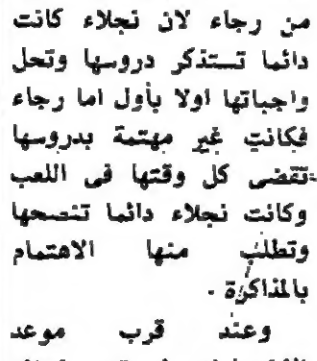 من رجاء لان نجلاء كانت
دائما تستذكر دروسها وتحل
واجباتها اولا بأول اما رجاء
فكانت غير مهتمة بدروسها
تقضى كل وقتها فى اللعب
وكانت نجلاء دائما تنصحها
وتطلب منها الاهتمام
بالمذاكرة .
وعند قرب موعد